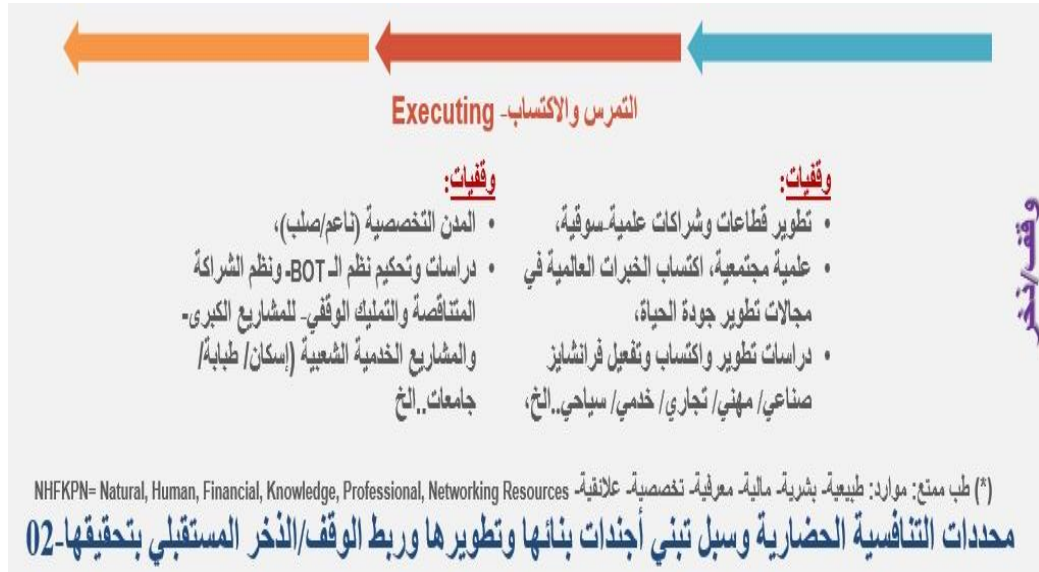 التمرس والاكتساب- Executing
وقفيات:
• تطوير قطاعات وشراكات علمية-سوقية،
• علمية مجتمعية، اكتساب الخبرات العالمية في
مجالات تطوير جودة الحياة،
• دراسات تطوير واكتساب وتفعيل فرانشايز
صناعي/ مهني/ تجاري/ خدمي/ سياحي..الخ،
وقفيات:
• المدن التخصصية (ناعم/صلب)،
• دراسات وتحكيم نظم الـ BOT- ونظم الشراكة
المتناقصة والتمليك الوقفي- للمشاريع الكبرى-
والمشاريع الخدمية الشعبية (إسكان/ طبابة/
جامعات..الخ
وقف/ذخر
(*) طب ممتع: موارد: طبيعية- بشرية- مالية- معرفية- تخصصية- علائقية- NHFKPN= Natural, Human, Financial, Knowledge, Professional, Networking Resources
محددات التنافسية الحضارية وسبل تبني أجندات بنائها وتطويرها وربط الوقف/الذخر المستقبلي بتحقيقها-02